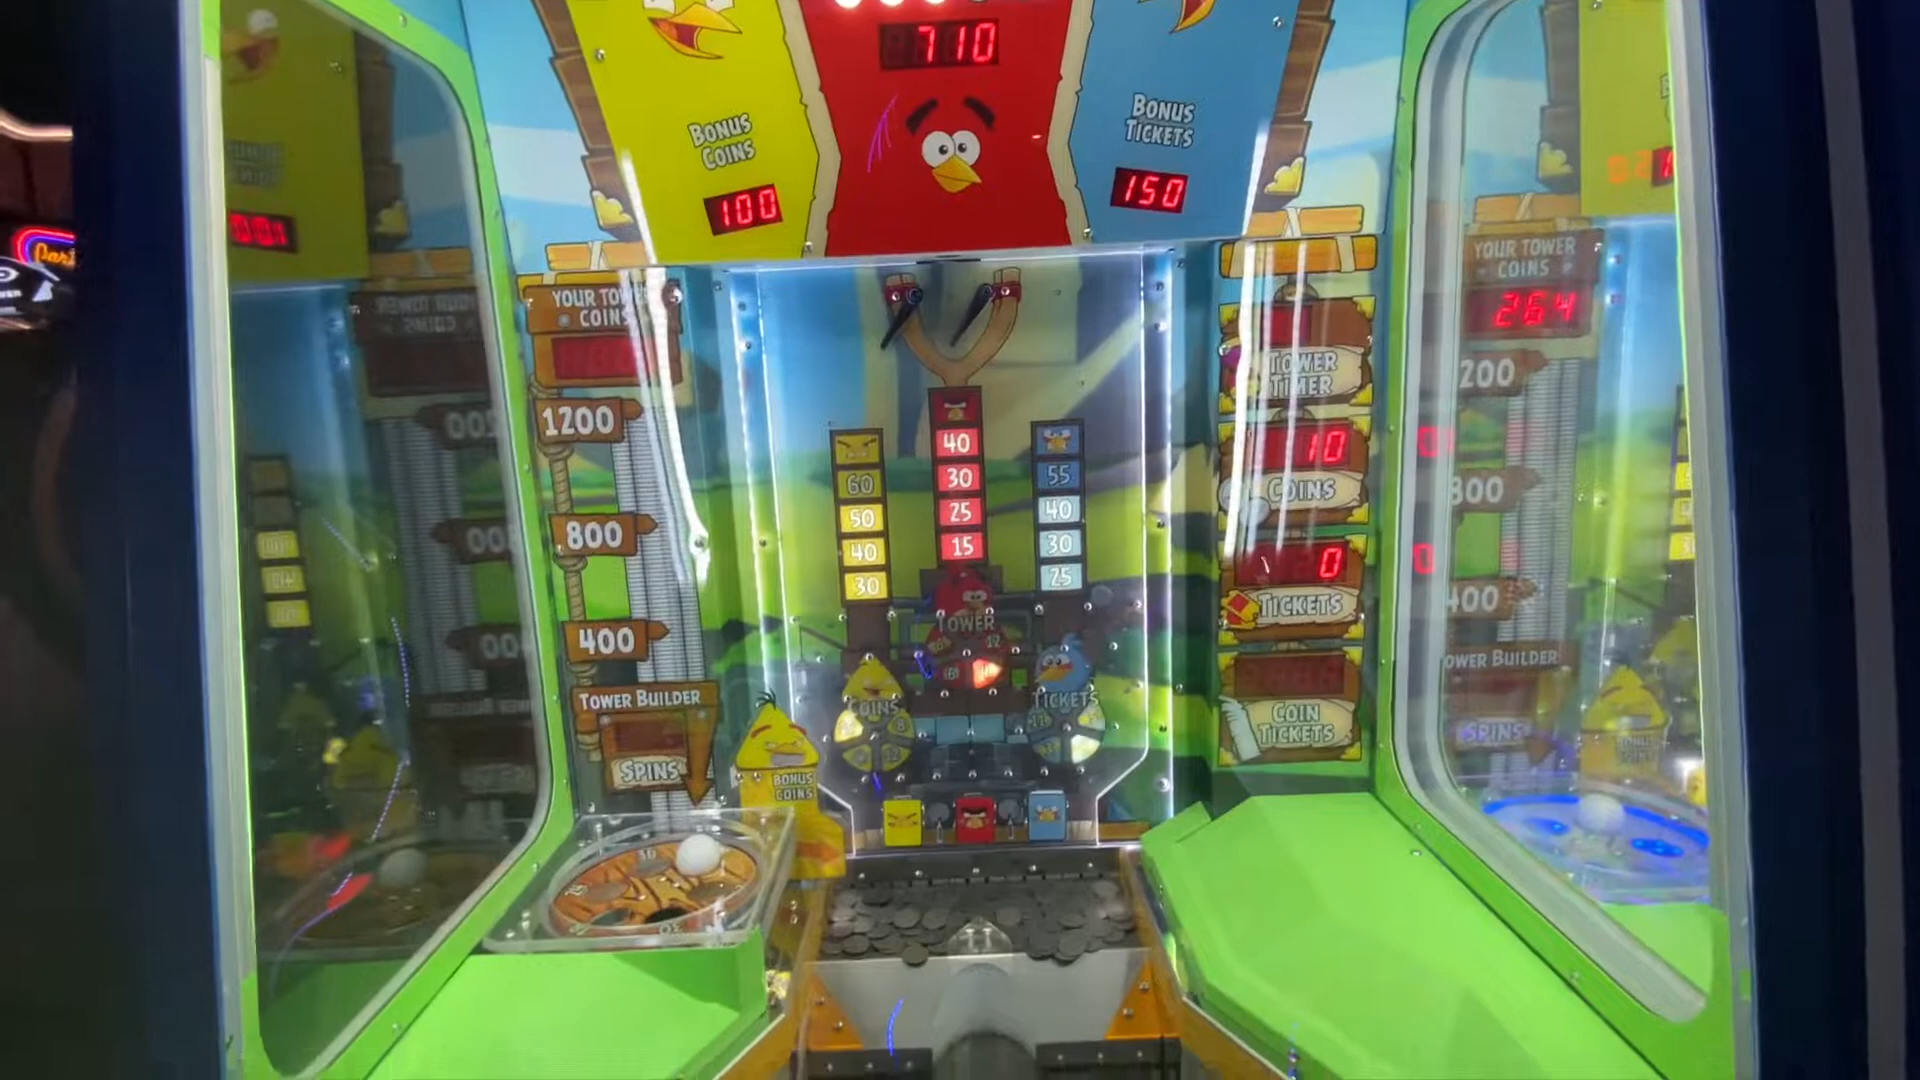 710
BONUS
COINS
100
BONUS
TICKETS
150
YOUR TOWER
COINS
1200
800
400
TOWER BUILDER
SPINS
BONUS
COINS
60
50
40
30
40
30
25
15
55
40
30
25
TOWER
COINS
8
TICKETS
TOWER
TIMER
10
COINS
0
TICKETS
COIN
TICKETS
YOUR TOWER
COINS
264
200
800
400
OWER BUILDER
SPINS